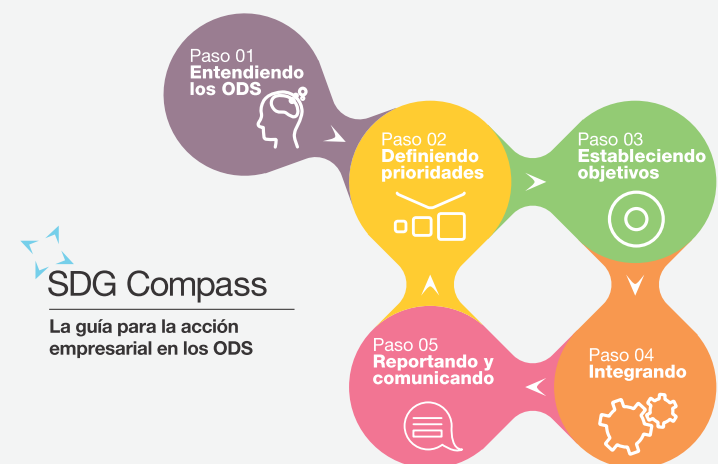 Paso 01
Entendiendo
los ODS
Paso 02
Definiendo
prioridades
Paso 03
Estableciendo
objetivos
SDG Compass
La guía para la acción
empresarial en los ODS
Paso 05
Reportando y
comunicando
Paso 04
Integrando